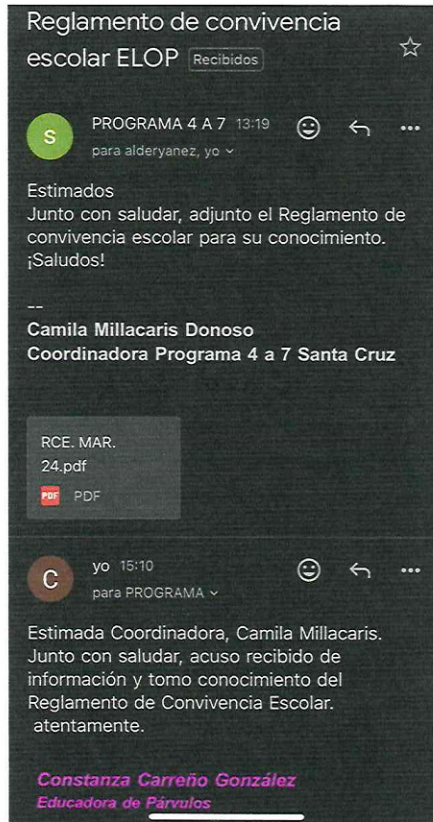 Reglamento de convivencia
escolar ELOP Recibidos
S
PROGRAMA 4 A 7 13:19
para alderyanez, yo
Estimados
Junto con saludar, adjunto el Reglamento de
convivencia escolar para su conocimiento.
¡Saludos!
--
Camila Millacaris Donoso
Coordinadora Programa 4 a 7 Santa Cruz
RCE. MAR.
24.pdf
PDF PDF
C
yo 15:10
para PROGRAMA
Estimada Coordinadora, Camila Millacaris.
Junto con saludar, acuso recibido de
información y tomo conocimiento del
Reglamento de Convivencia Escolar.
atentamente.
Constanza Carreño González
Educadora de Párvulos